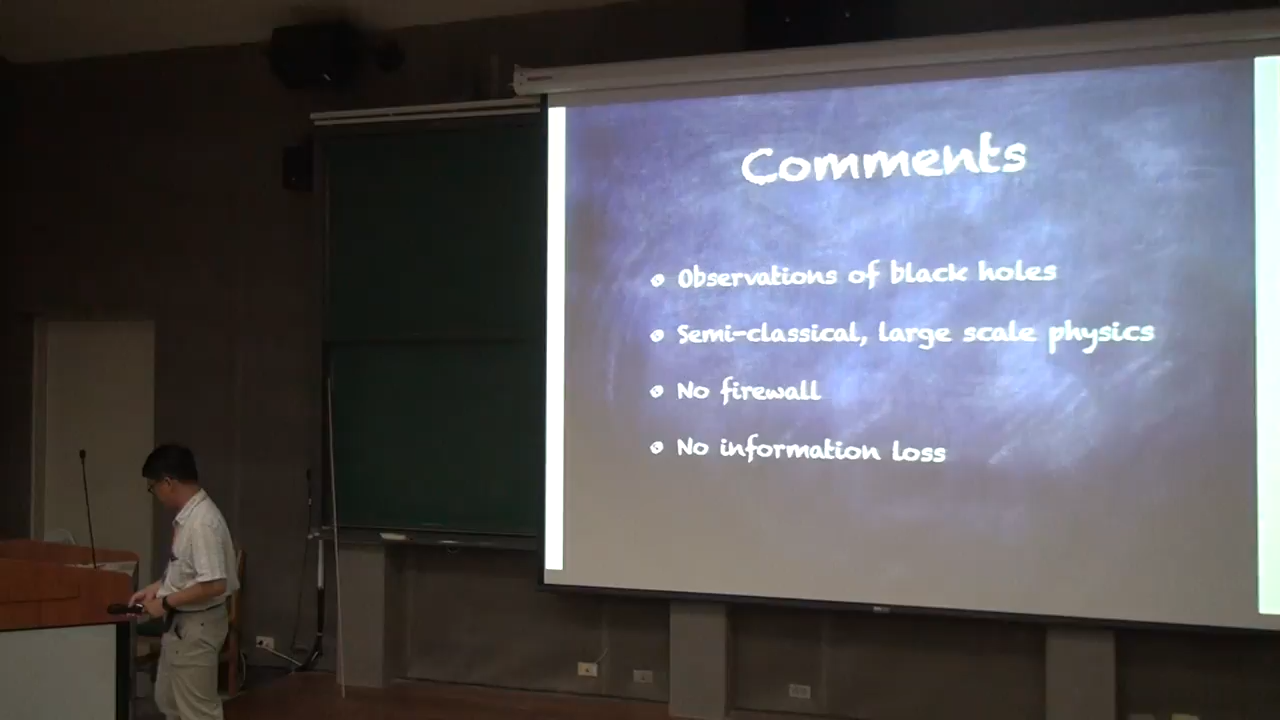 Comments
Observations of black holes
Semi-classical, large scale physics
No firewall
No information loss